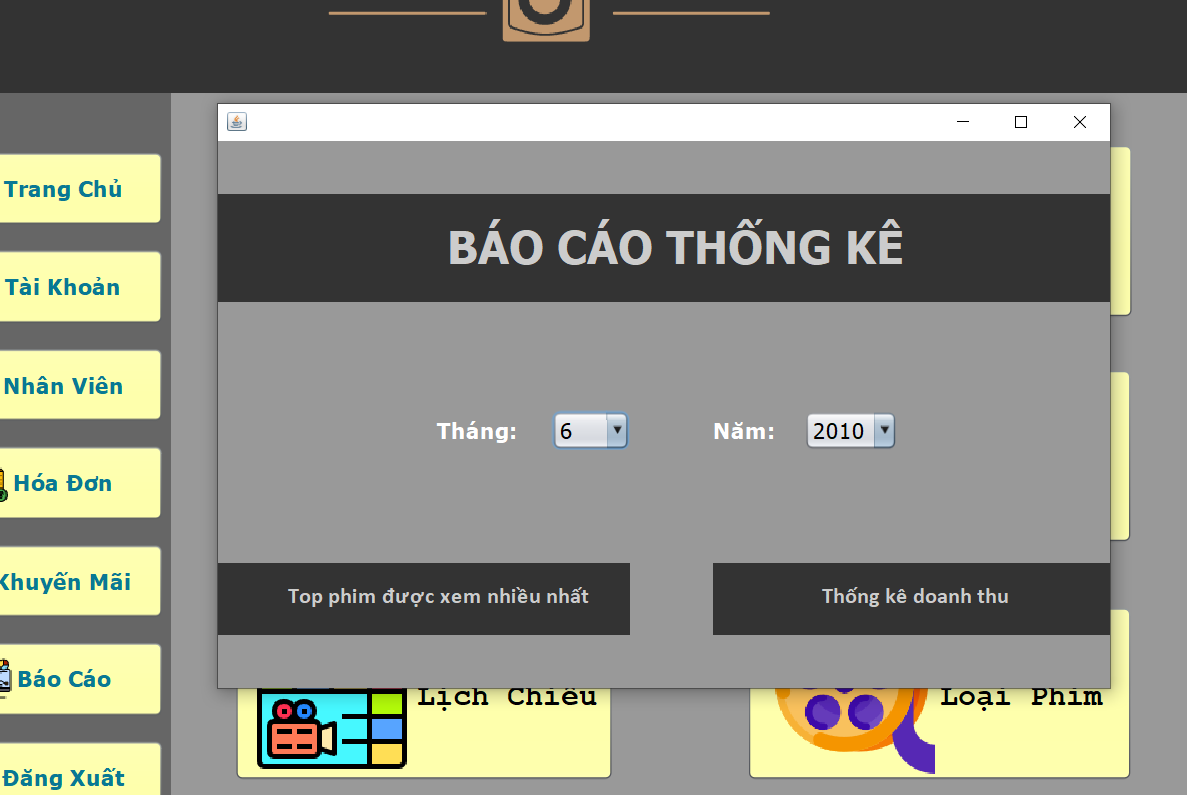 Trang Chủ
Tài Khoản
Nhân Viên
Hóa Đơn
Khuyến Mãi
Báo Cáo
Đăng Xuất
BÁO CÁO THỐNG KÊ
Tháng: 6 Năm: 2010
Top phim được xem nhiều nhất
Thống kê doanh thu
Lịch Chiếu
Loại Phim